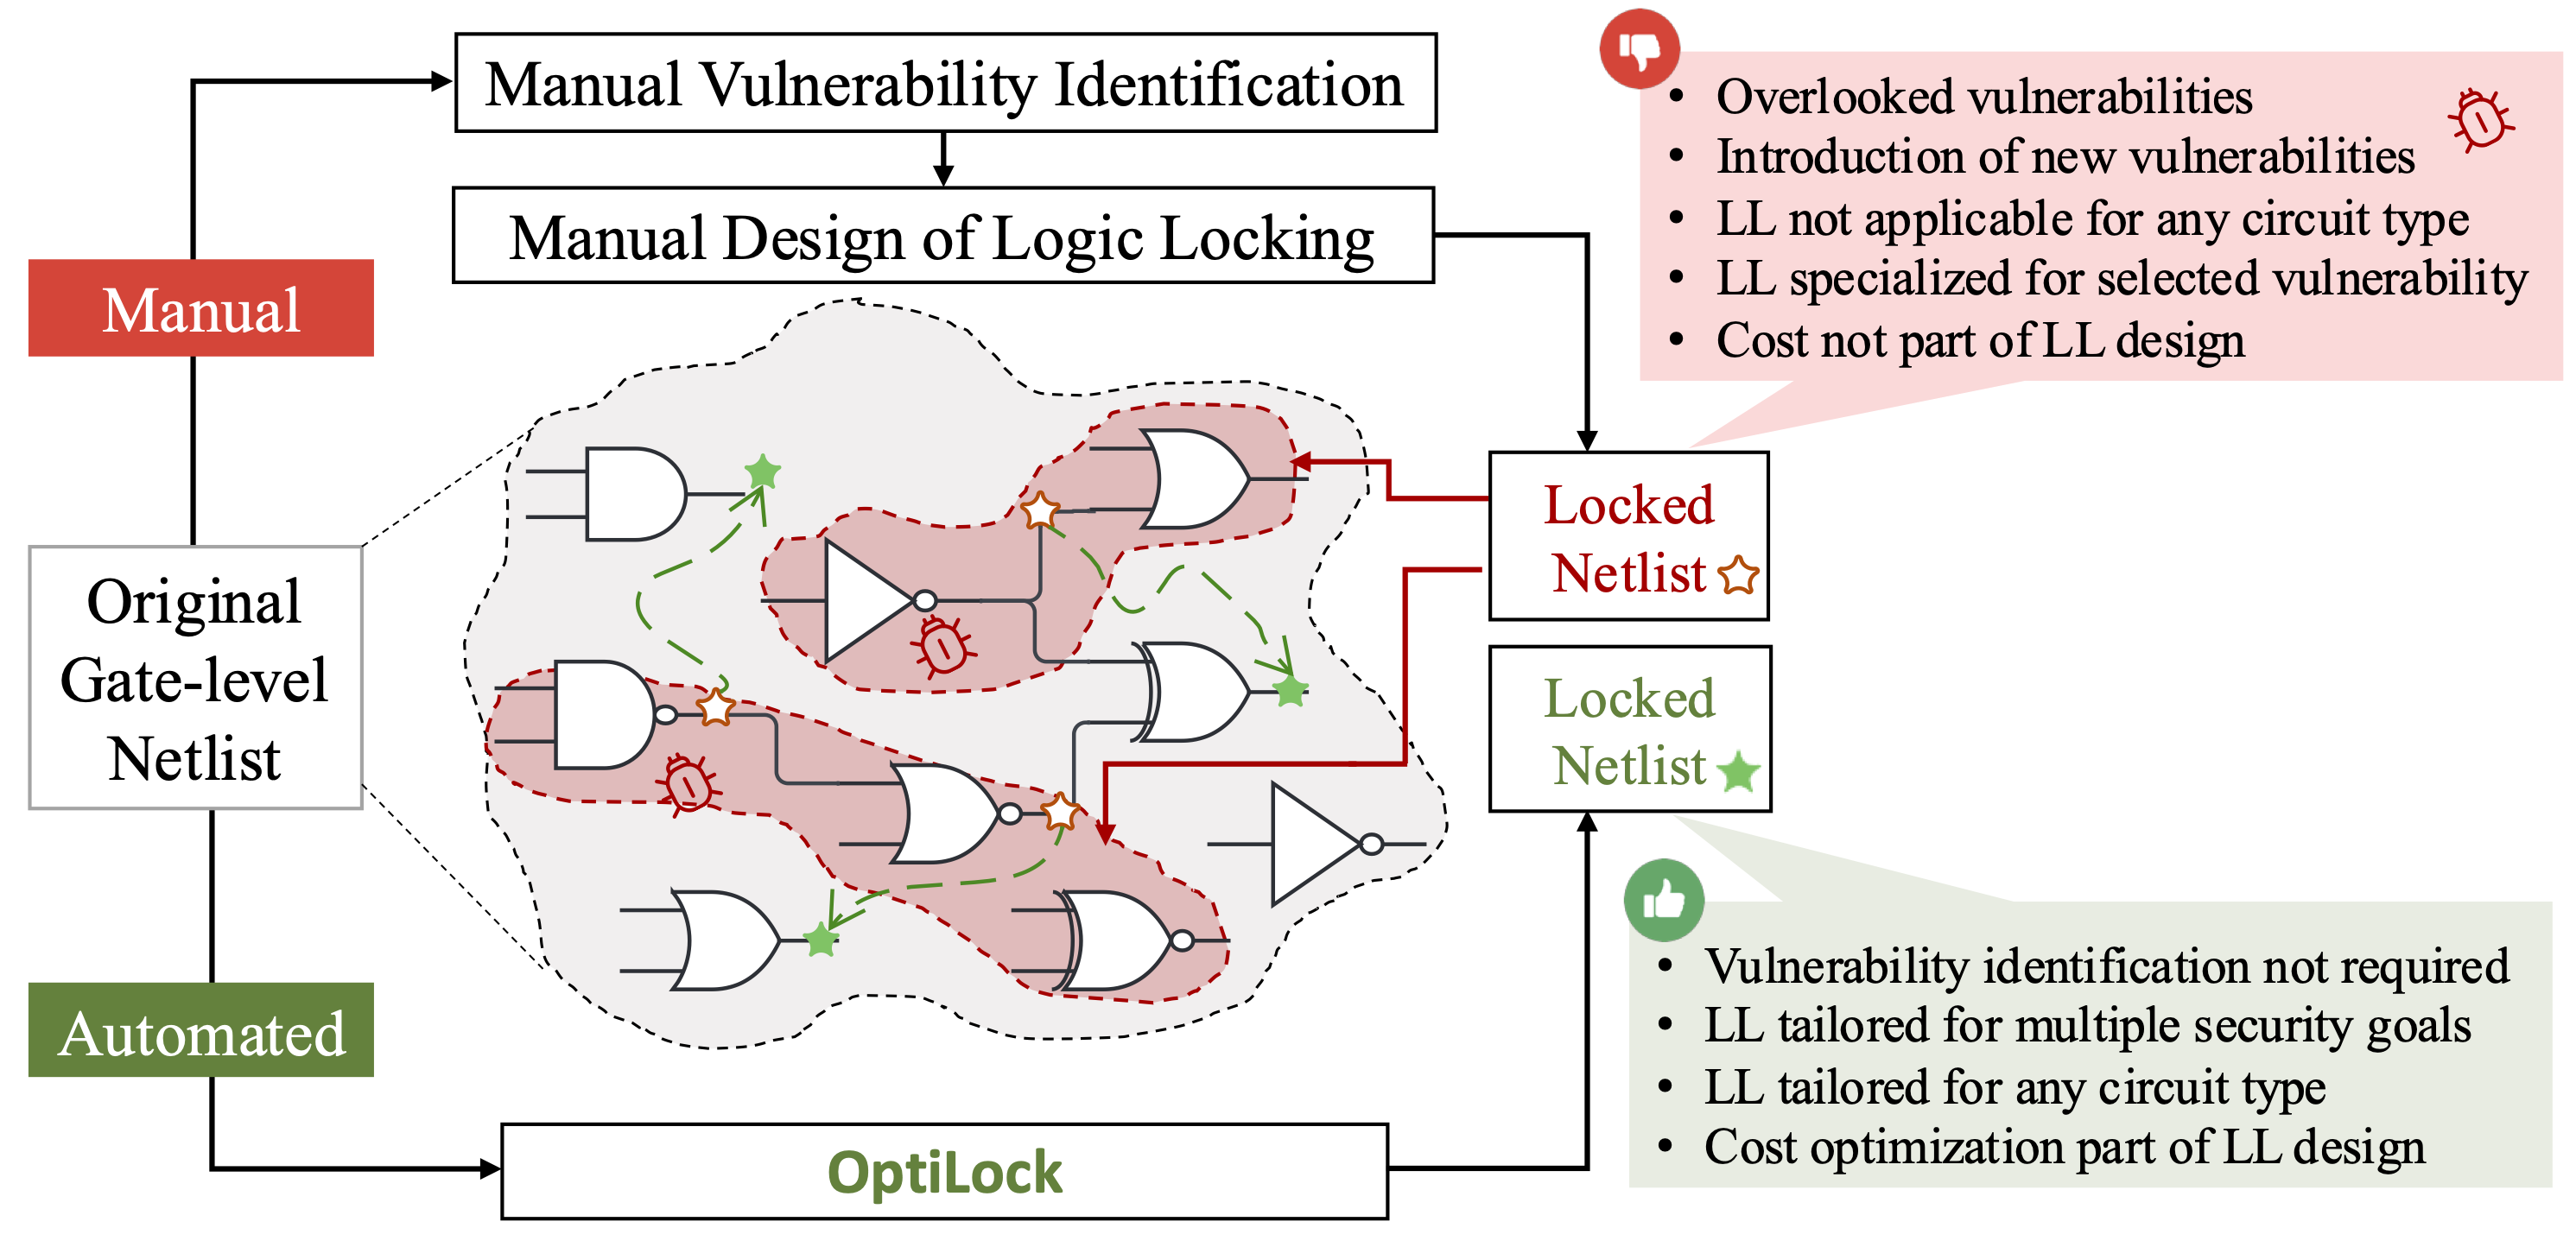 Manual Vulnerability Identification
Manual Design of Logic Locking
Manual
Original
Gate-level
Netlist
Automated
OptiLock
• Overlooked vulnerabilities
• Introduction of new vulnerabilities
• LL not applicable for any circuit type
• LL specialized for selected vulnerability
• Cost not part of LL design
Locked
Netlist
Locked
Netlist
• Vulnerability identification not required
• LL tailored for multiple security goals
• LL tailored for any circuit type
• Cost optimization part of LL design